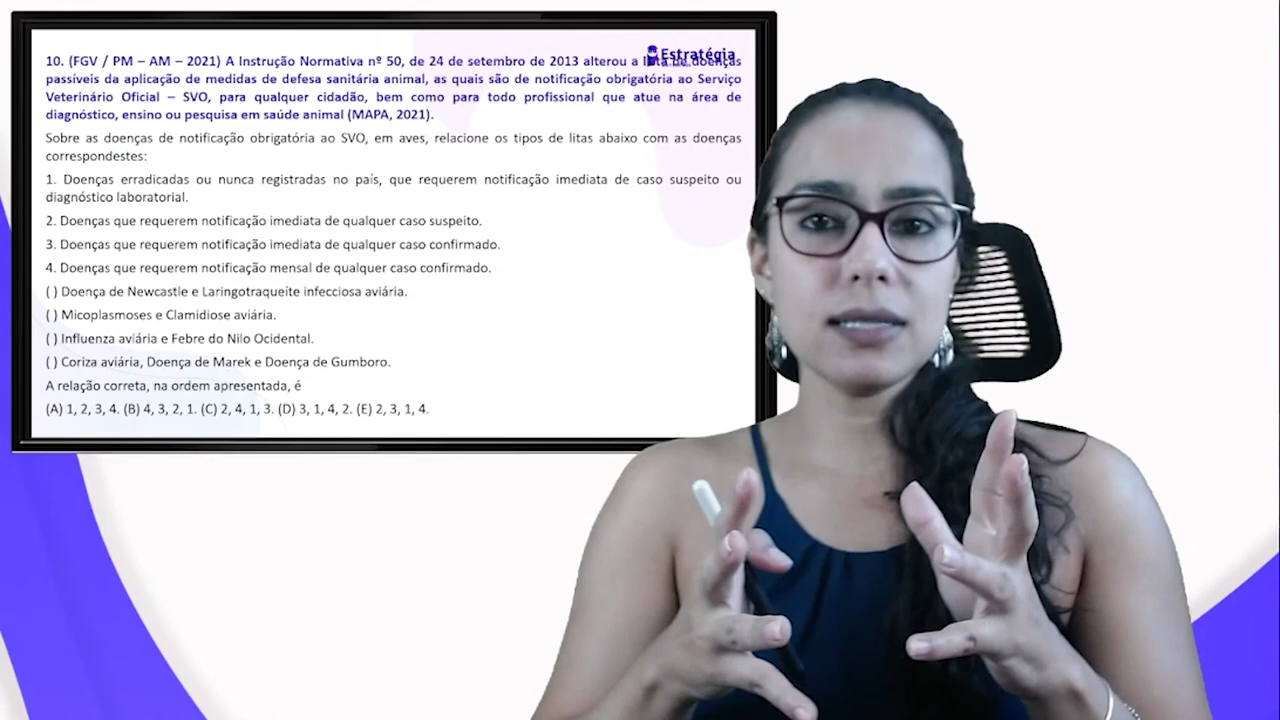 Estratégia
10. (FGV / PM – AM – 2021) A Instrução Normativa nº 50, de 24 de setembro de 2013 alterou a lista de doenças
passíveis da aplicação de medidas de defesa sanitária animal, as quais são de notificação obrigatória ao Serviço
Veterinário Oficial – SVO, para qualquer cidadão, bem como para todo profissional que atue na área de
diagnóstico, ensino ou pesquisa em saúde animal (MAPA, 2021).
Sobre as doenças de notificação obrigatória ao SVO, em aves, relacione os tipos de litas abaixo com as doenças
correspondestes:
1. Doenças erradicadas ou nunca registradas no país, que requerem notificação imediata de caso suspeito ou
diagnóstico laboratorial.
2. Doenças que requerem notificação imediata de qualquer caso suspeito.
3. Doenças que requerem notificação imediata de qualquer caso confirmado.
4. Doenças que requerem notificação mensal de qualquer caso confirmado.
( ) Doença de Newcastle e Laringotraqueíte infecciosa aviária.
( ) Micoplasmoses e Clamidiose aviária.
( ) Influenza aviária e Febre do Nilo Ocidental.
( ) Coriza aviária, Doença de Marek e Doença de Gumboro.
A relação correta, na ordem apresentada, é
(A) 1, 2, 3, 4. (B) 4, 3, 2, 1. (C) 2, 4, 1, 3. (D) 3, 1, 4, 2. (E) 2, 3, 1, 4.